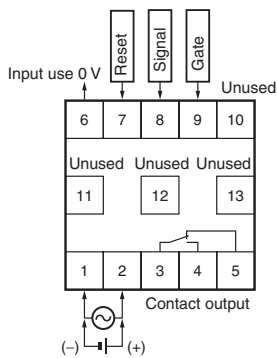 Reset
Signal
Gate
Input use 0 V
Unused
6 7 8 9 10
Unused Unused Unused
11 12 13
1 2 3 4 5
Contact output
(−) (+)